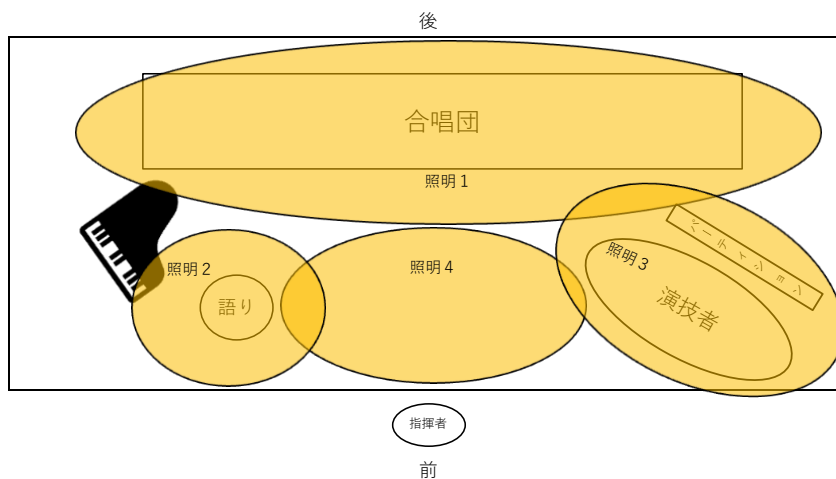 後
合唱団
照明１
パーティション
照明２
照明４
照明３
語り
演技者
指揮者
前